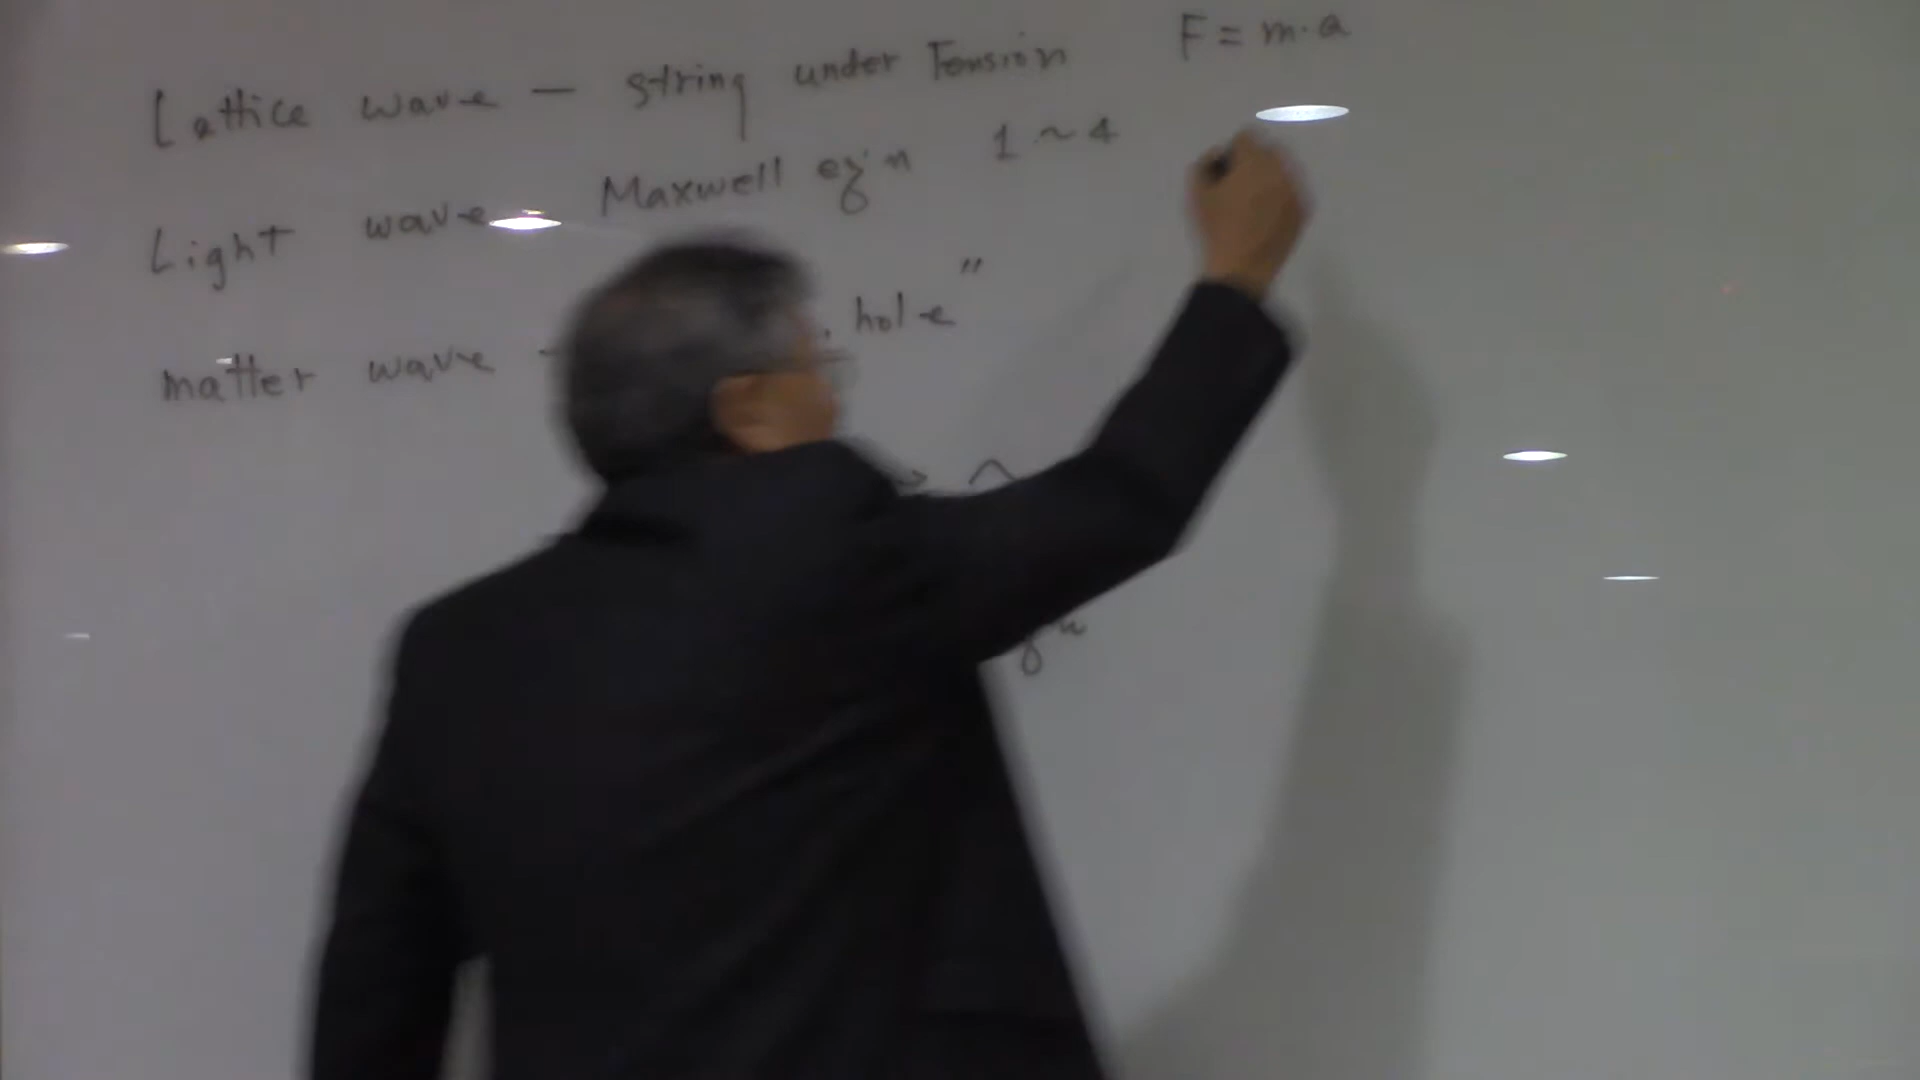 Lattice wave — string under Tension F = m·a
Light wave Maxwell eq'n 1 ~ 4
matter wave - , hole "